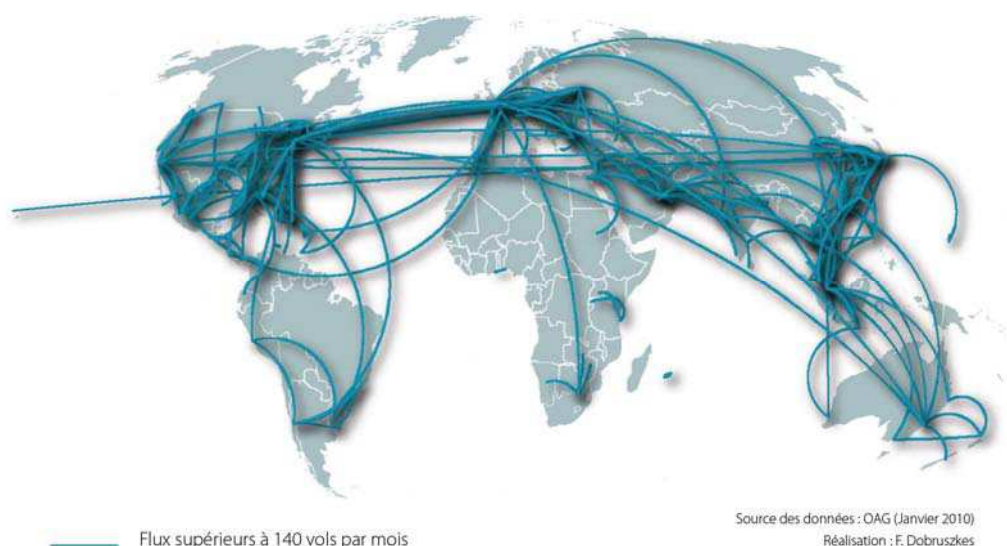 Flux supérieurs à 140 vols par mois
Source des données : OAG (Janvier 2010)
Réalisation : F. Dobruszkes